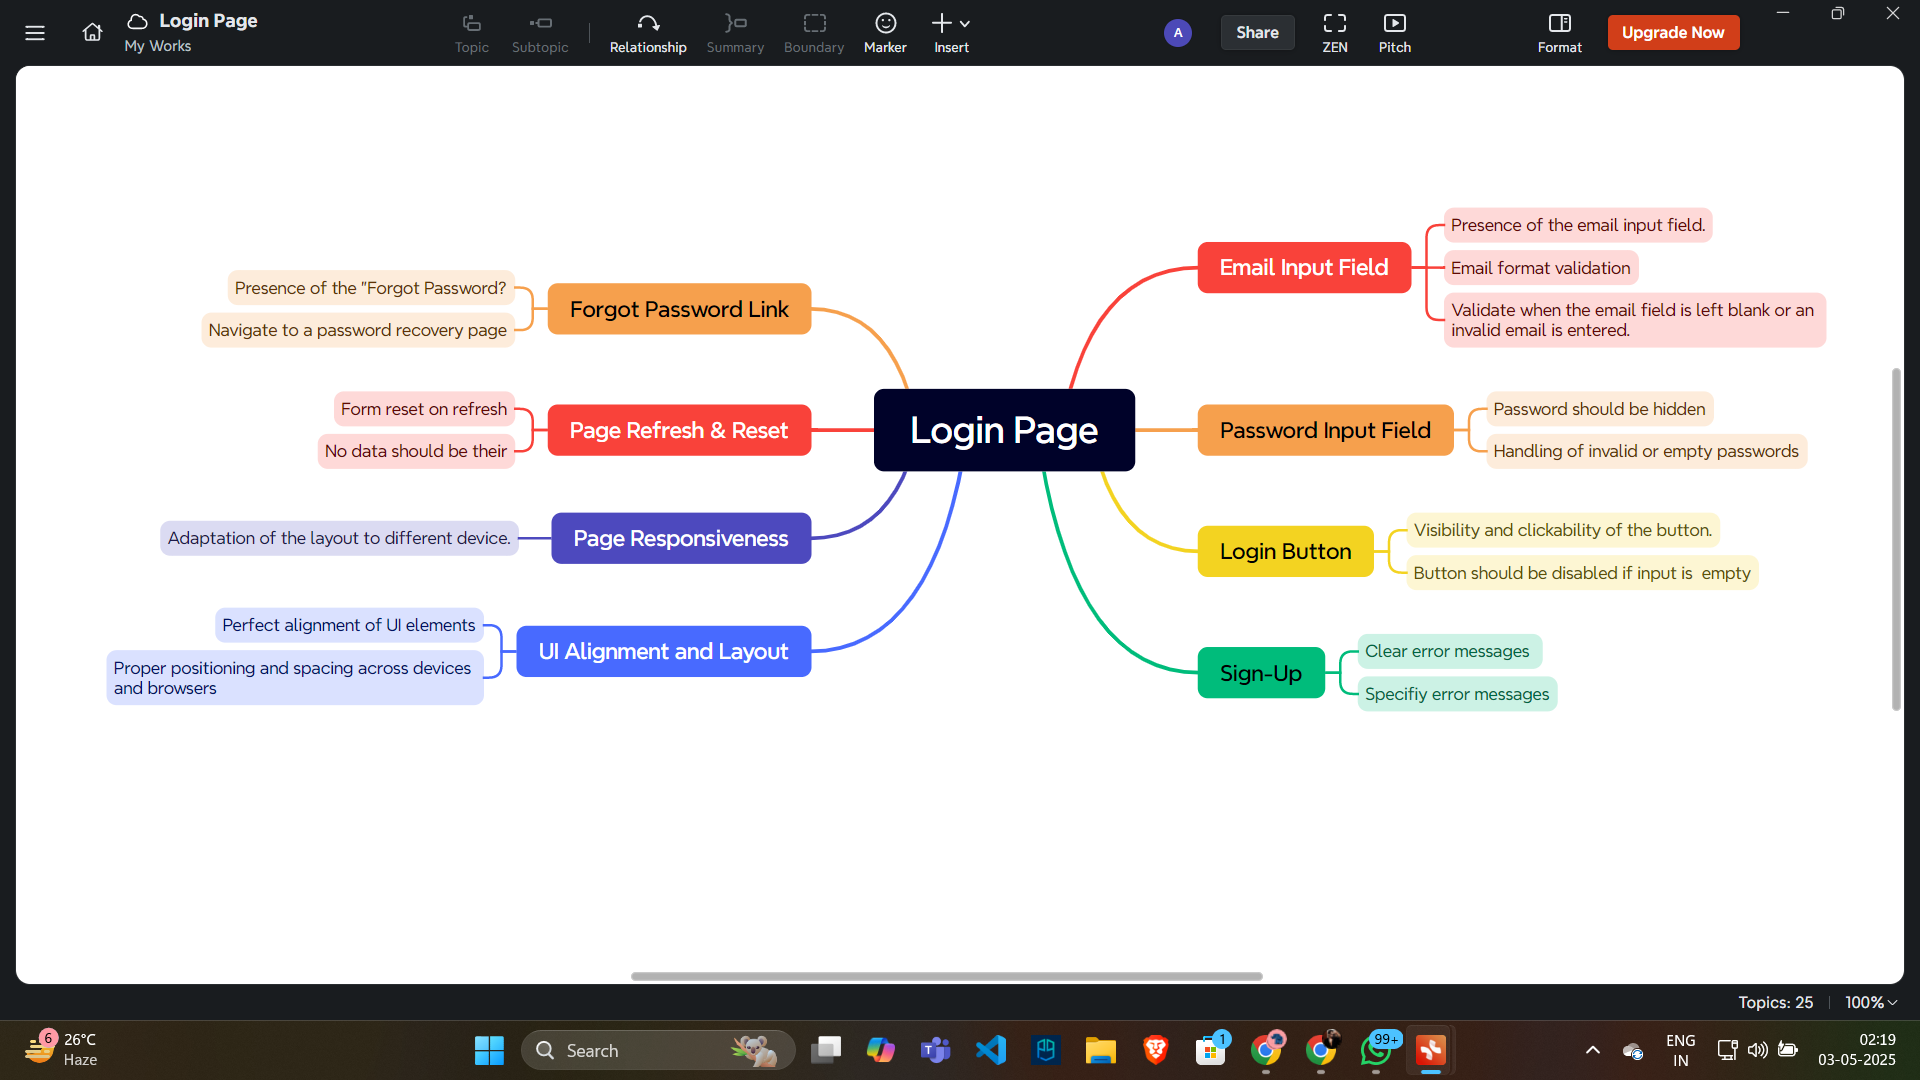 Login Page
My Works
Topic
Subtopic
Relationship
Summary
Boundary
Marker
Insert
A
Share
ZEN
Pitch
Format
Upgrade Now
Presence of the "Forgot Password?
Navigate to a password recovery page
Forgot Password Link
Form reset on refresh
No data should be their
Page Refresh & Reset
Adaptation of the layout to different device.
Page Responsiveness
Perfect alignment of UI elements
Proper positioning and spacing across devices
and browsers
UI Alignment and Layout
Login Page
Email Input Field
Presence of the email input field.
Email format validation
Validate when the email field is left blank or an
invalid email is entered.
Password Input Field
Password should be hidden
Handling of invalid or empty passwords
Login Button
Visibility and clickability of the button.
Button should be disabled if input is  empty
Sign-Up
Clear error messages
Specifiy error messages
Topics: 25
100%
6
26°C
Haze
Search
1
99+
ENG
IN
02:19
03-05-2025